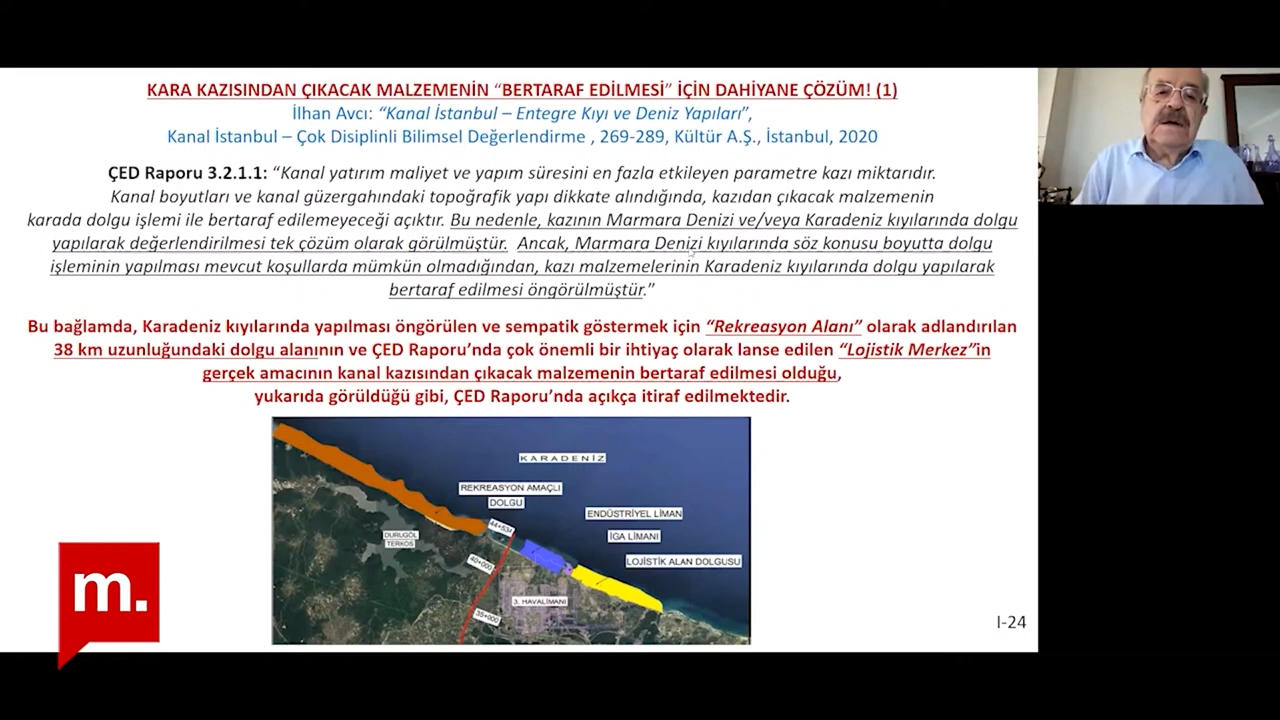 KARA KAZISINDAN ÇIKACAK MALZEMENİN “BERTARAF EDİLMESİ” İÇİN DAHİYANE ÇÖZÜM! (1)
İlhan Avcı: “Kanal İstanbul – Entegre Kıyı ve Deniz Yapıları”,
Kanal İstanbul – Çok Disiplinli Bilimsel Değerlendirme , 269-289, Kültür A.Ş., İstanbul, 2020
ÇED Raporu 3.2.1.1: “Kanal yatırım maliyet ve yapım süresini en fazla etkileyen parametre kazı miktarıdır.
Kanal boyutları ve kanal güzergahındaki topoğrafik yapı dikkate alındığında, kazıdan çıkacak malzemenin
karada dolgu işlemi ile bertaraf edilemeyeceği açıktır. Bu nedenle, kazının Marmara Denizi ve/veya Karadeniz kıyılarında dolgu
yapılarak değerlendirilmesi tek çözüm olarak görülmüştür. Ancak, Marmara Denizi kıyılarında söz konusu boyutta dolgu
işleminin yapılması mevcut koşullarda mümkün olmadığından, kazı malzemelerinin Karadeniz kıyılarında dolgu yapılarak
bertaraf edilmesi öngörülmüştür.”
Bu bağlamda, Karadeniz kıyılarında yapılması öngörülen ve sempatik göstermek için “Rekreasyon Alanı” olarak adlandırılan
38 km uzunluğundaki dolgu alanının ve ÇED Raporu’nda çok önemli bir ihtiyaç olarak lanse edilen “Lojistik Merkez”in
gerçek amacının kanal kazısından çıkacak malzemenin bertaraf edilmesi olduğu,
yukarıda görüldüğü gibi, ÇED Raporu’nda açıkça itiraf edilmektedir.
KARADENİZ
REKREASYON AMAÇLI
DOLGU
ENDÜSTRİYEL LİMAN
İGA LİMANI
LOJİSTİK ALAN DOLGUSU
44+534
DURUGÖL
TERKOS
40+000
3. HAVALİMANI
35+000
m.
I-24